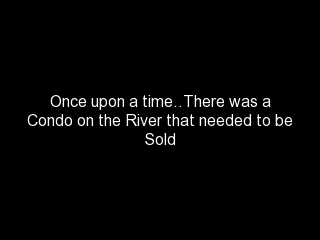 Once upon a time..There was a
Condo on the River that needed to be
Sold